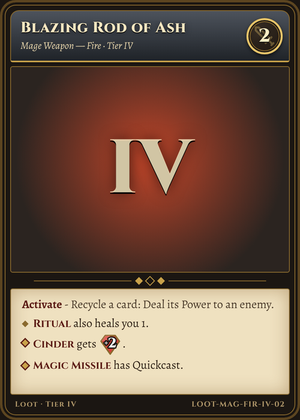 Blazing Rod of Ash
Mage Weapon — Fire · Tier IV
2
IV
Activate - Recycle a card: Deal its Power to an enemy.
Ritual also heals you 1.
Cinder gets 2 .
Magic Missile has Quickcast.
Loot · Tier IV
LOOT-MAG-FIR-IV-02